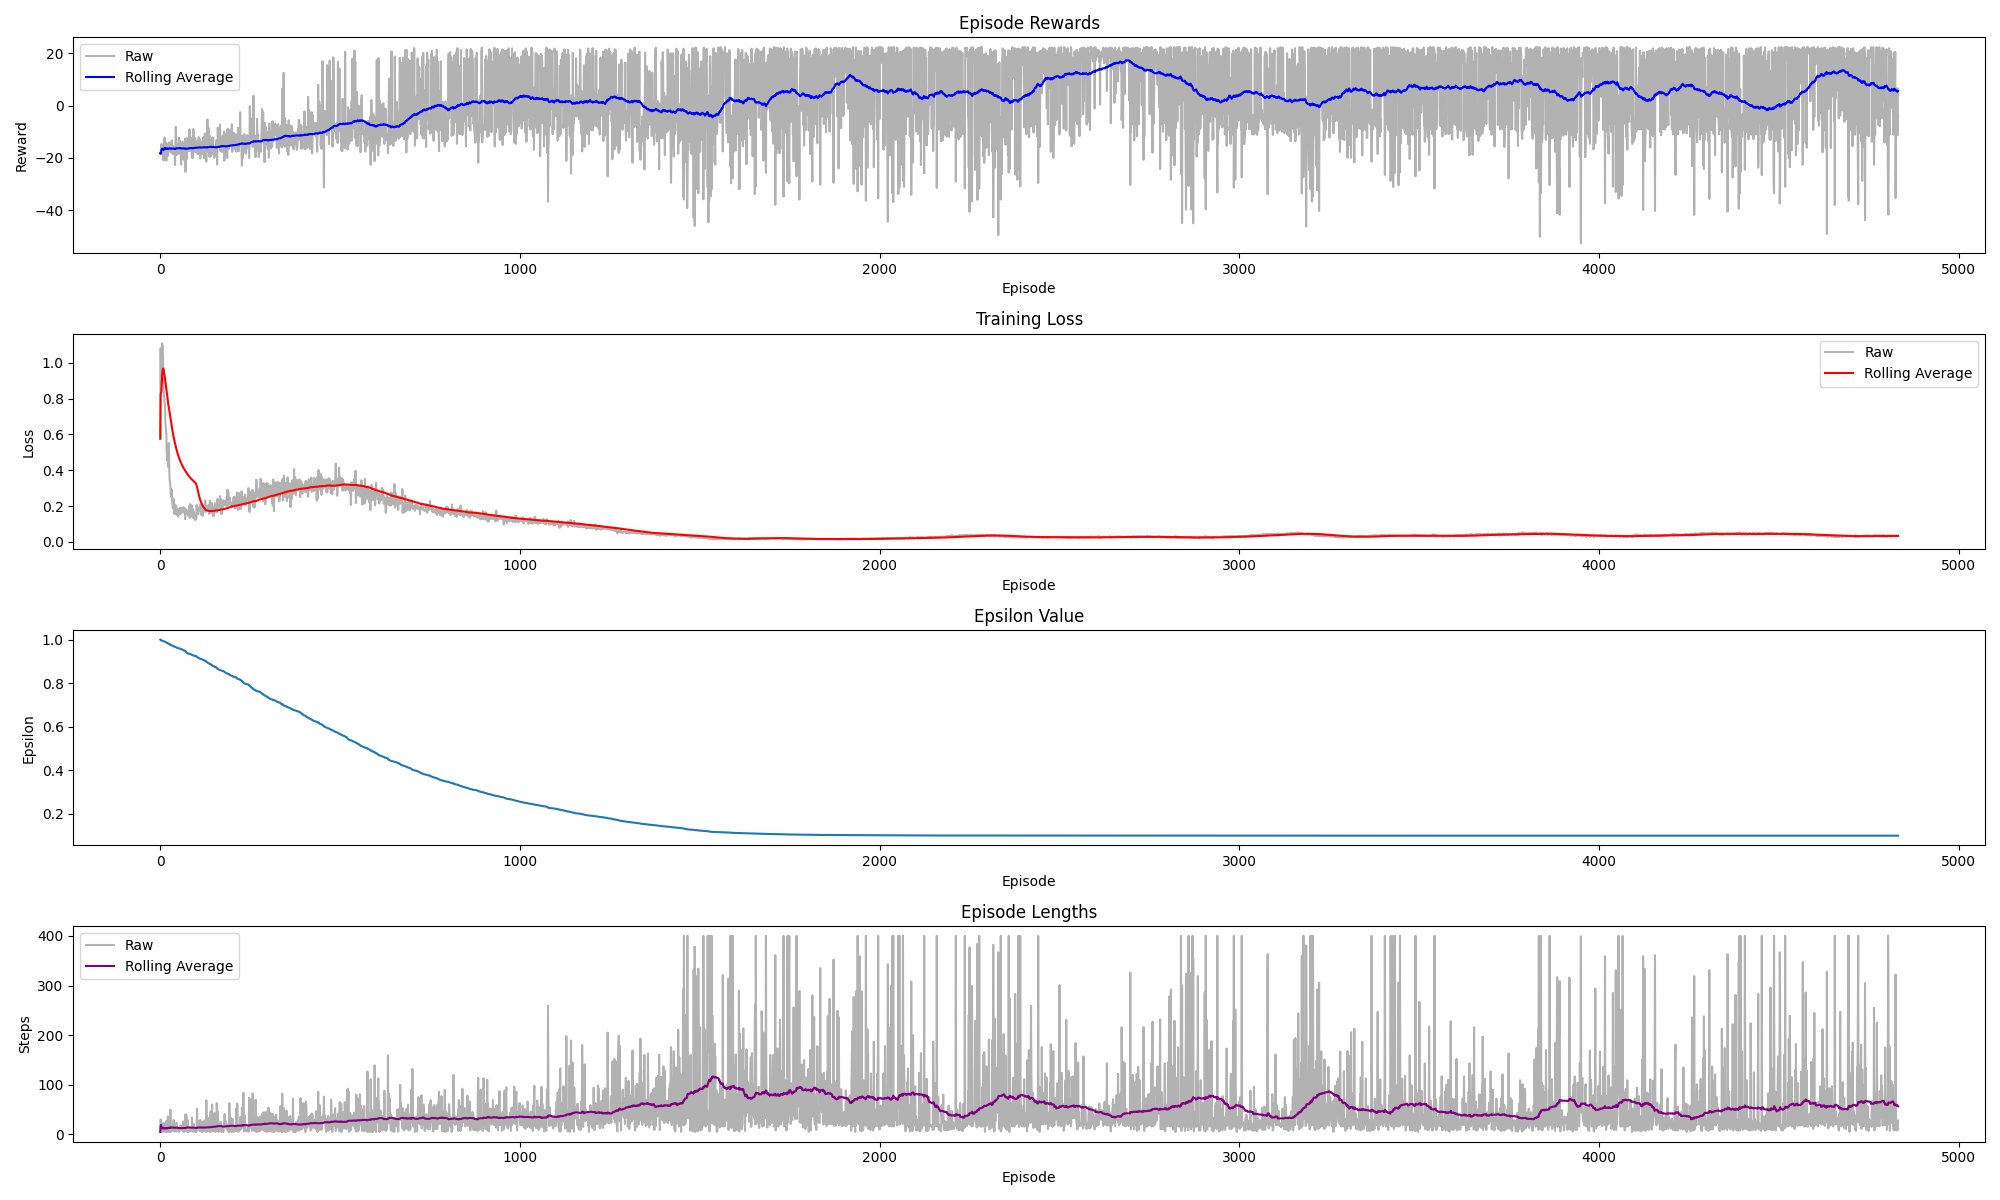 Episode Rewards
Raw
Rolling Average
20
0
−20
−40
Reward
0 1000 2000 3000 4000 5000
Episode
Training Loss
Raw
Rolling Average
1.0
0.8
0.6
0.4
0.2
0.0
Loss
0 1000 2000 3000 4000 5000
Episode
Epsilon Value
1.0
0.8
0.6
0.4
0.2
Epsilon
0 1000 2000 3000 4000 5000
Episode
Episode Lengths
Raw
Rolling Average
400
300
200
100
0
Steps
0 1000 2000 3000 4000 5000
Episode